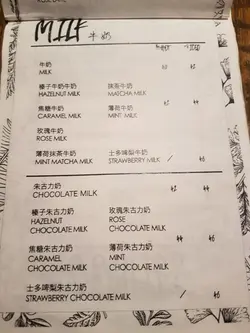 MILK 牛奶
牛奶
MILK
榛子牛奶牛奶 抹茶牛奶
HAZELNUT MILK MATCHA MILK
焦糖牛奶 薄荷牛奶
CARAMEL MILK MINT MILK
玫瑰牛奶
ROSE MILK
薄荷抹茶牛奶 士多啤梨牛奶
MINT MATCHA MILK STRAWBERRY MILK /
朱古力奶
CHOCOLATE MILK
榛子朱古力奶 玫瑰朱古力奶
HAZELNUT ROSE
CHOCOLATE MILK CHOCOLATE MILK
焦糖朱古力奶 薄荷朱古力奶
CARAMEL MINT
CHOCOLATE MILK CHOCOLATE MILK
士多啤梨朱古力奶
STRAWBERRY CHOCOLATE MILK /